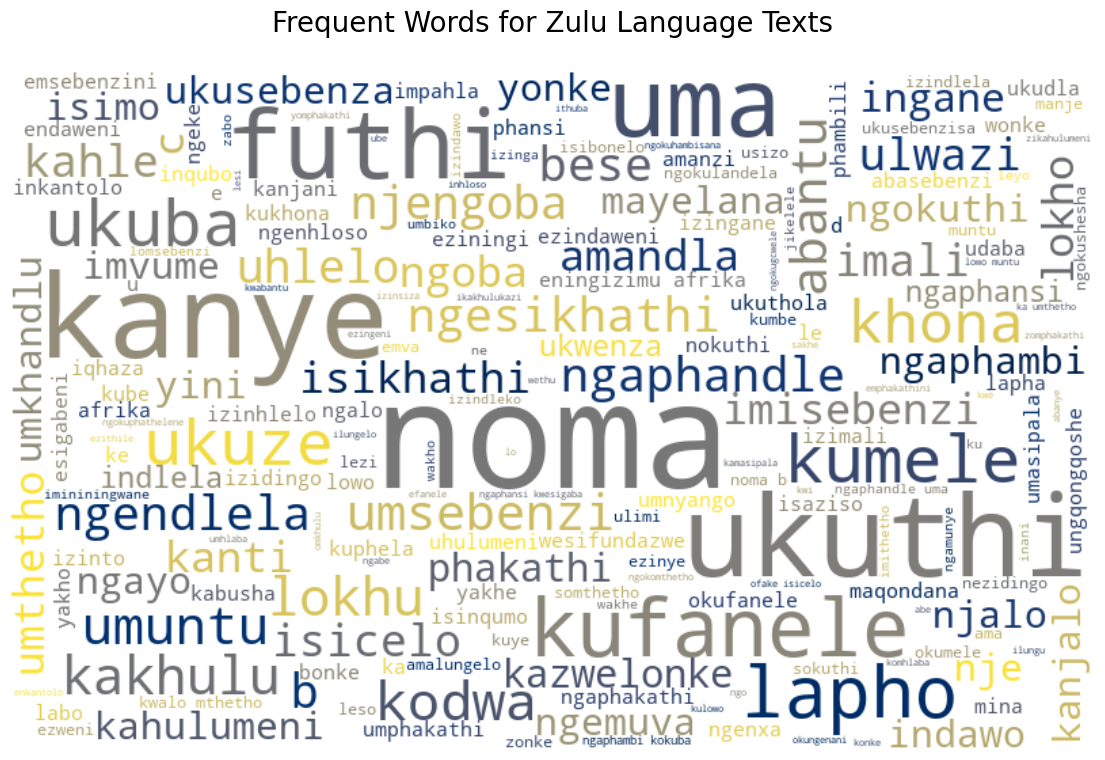 Frequent Words for Zulu Language Texts
emsebenzini
isimo
ukusebenza
impahla
yonke
ithuba
uma
phambili
ingane
izindlela
ukudla
manje
endaweni
kahle
c
ngeke
zabo
futhi
yomphakathi
ube
phansi
isibonelo
ngokuhambisana
amanzi
usizo
ukusebenzisa
wonke
zikahulumeni
inkantolo
inqubo
e
lesi
kanjani
inhloso
izindawo
izinga
bese
ngokulandela
abantu
ulwazi
abasebenzi
leyo
lokho
ngokushesha
ukuba
kukhona
njengoba
umbiko
mayelana
izingane
jikelele
d
ngokuthi
muntu
lomsebenzi
ngenhloso
eziningi
ezindaweni
ngokugcwele
udaba
lowo muntu
imvume
u
uhlelo
kwabantu
ngoba
izinsiza
ikakhulukazi
amandla
eningizimu afrika
imali
ngaphansi
ka umthetho
umkhandlu
kanye
ezingeni
emva
ngesikhathi
ukwenza
ukuthola
kumbe
nokuthi
le
sakhe
khona
zomphakathi
iqhaza
kube
yini
isikhathi
ne
wethu
ngaphandle
emphakathini
ngaphambi
lapha
kwe
abanye
esigabeni
afrika
ngokuphathelene
izinhlelo
ngalo
izindleko
noma
lo
imisebenzi
izimali
ku
umasipala
ungqongqoshe
ezithile
ke
ukuze
ilungelo
lezi
wakho
kamasipala
kumele
indlela
izidingo
lowo
efanele
ngaphansi kwesigaba
noma b
kwi
ngaphandle uma
imininingwane
ngendlela
umsebenzi
ulimi
umnyango
isaziso
ukuthi
imithetho
ngamunye
inani
umthetho
umhlaba
omkhulu
izinto
kanti
kuphela
uhulumeni
wesifundazwe
ngabe
ezinye
ngokomthetho
yakho
ngayo
kabusha
lokhu
phakathi
yakhe
somthetho
wakhe
ofake isicelo
okufanele
maqondana
nezidingo
umuntu
isicelo
isinqumo
kuye
kufanele
abe
njalo
ama
okumele
ilungu
kanjalo
kakhulu
bonke
ka
amalungelo
kazwelonke
sokuthi
komhlaba
nje
enkantolo
labo
kwalo mthetho
b
leso
kodwa
ngaphakathi
ngo
kulowo
lapho
mina
ezweni
kahulumeni
umphakathi
zonke
ngemuva
ngaphambi kokuba
ngenxa
okungenani
konke
indawo